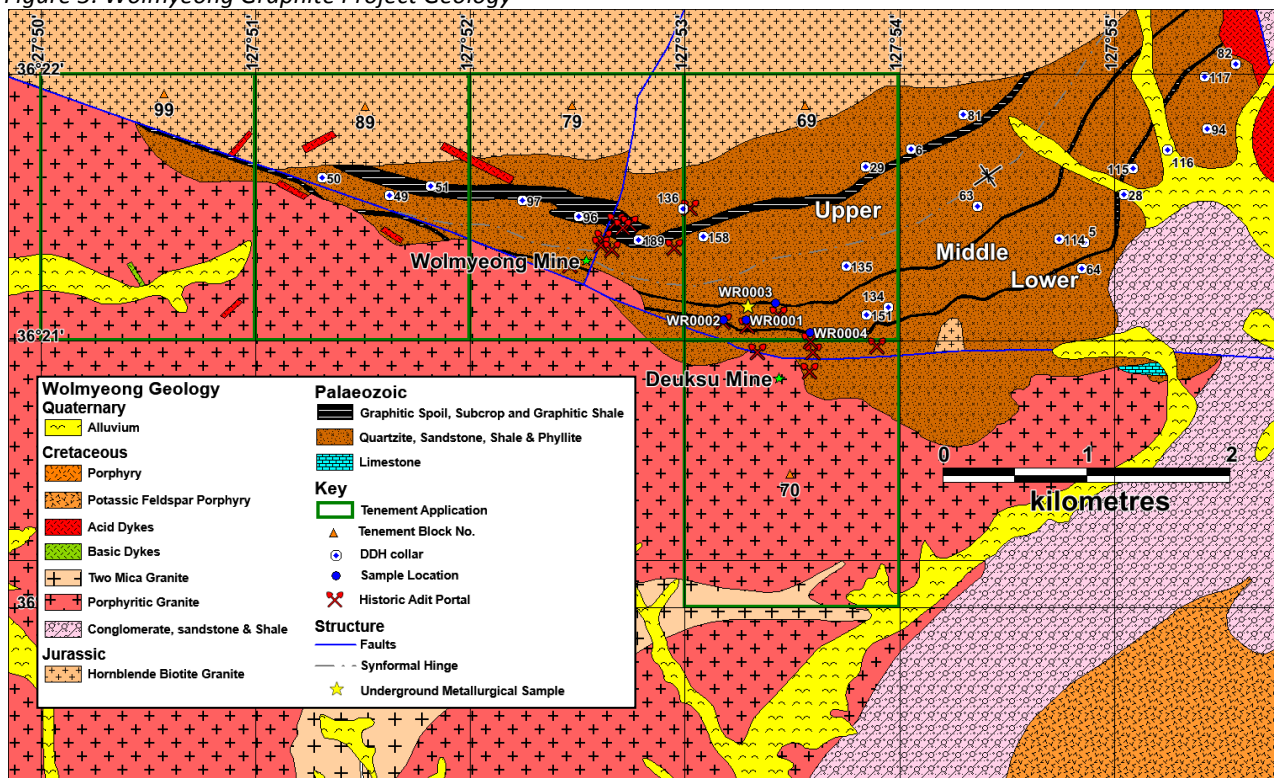 Figure 3: Wolmyeong Graphite Project Geology
127°50'
127°51'
127°52'
127°53'
127°54'
127°55'
36°22'
82
117
99
89
79
69
81
94
6
116
115
29
50
51
49
97
136
63
28
96
Upper
158
189
5
114
Middle
Wolmyeong Mine
135
64
Lower
WR0003
134
WR0002
WR0001
151
36°21'
WR0004
Deuksu Mine
70
0
1
2
kilometres
36
Wolmyeong Geology
Quaternary
Alluvium
Cretaceous
Porphyry
Potassic Feldspar Porphyry
Acid Dykes
Basic Dykes
Two Mica Granite
Porphyritic Granite
Conglomerate, sandstone & Shale
Jurassic
Hornblende Biotite Granite
Palaeozoic
Graphitic Spoil, Subcrop and Graphitic Shale
Quartzite, Sandstone, Shale & Phyllite
Limestone
Key
Tenement Application
Tenement Block No.
DDH collar
Sample Location
Historic Adit Portal
Structure
Faults
Synformal Hinge
Underground Metallurgical Sample